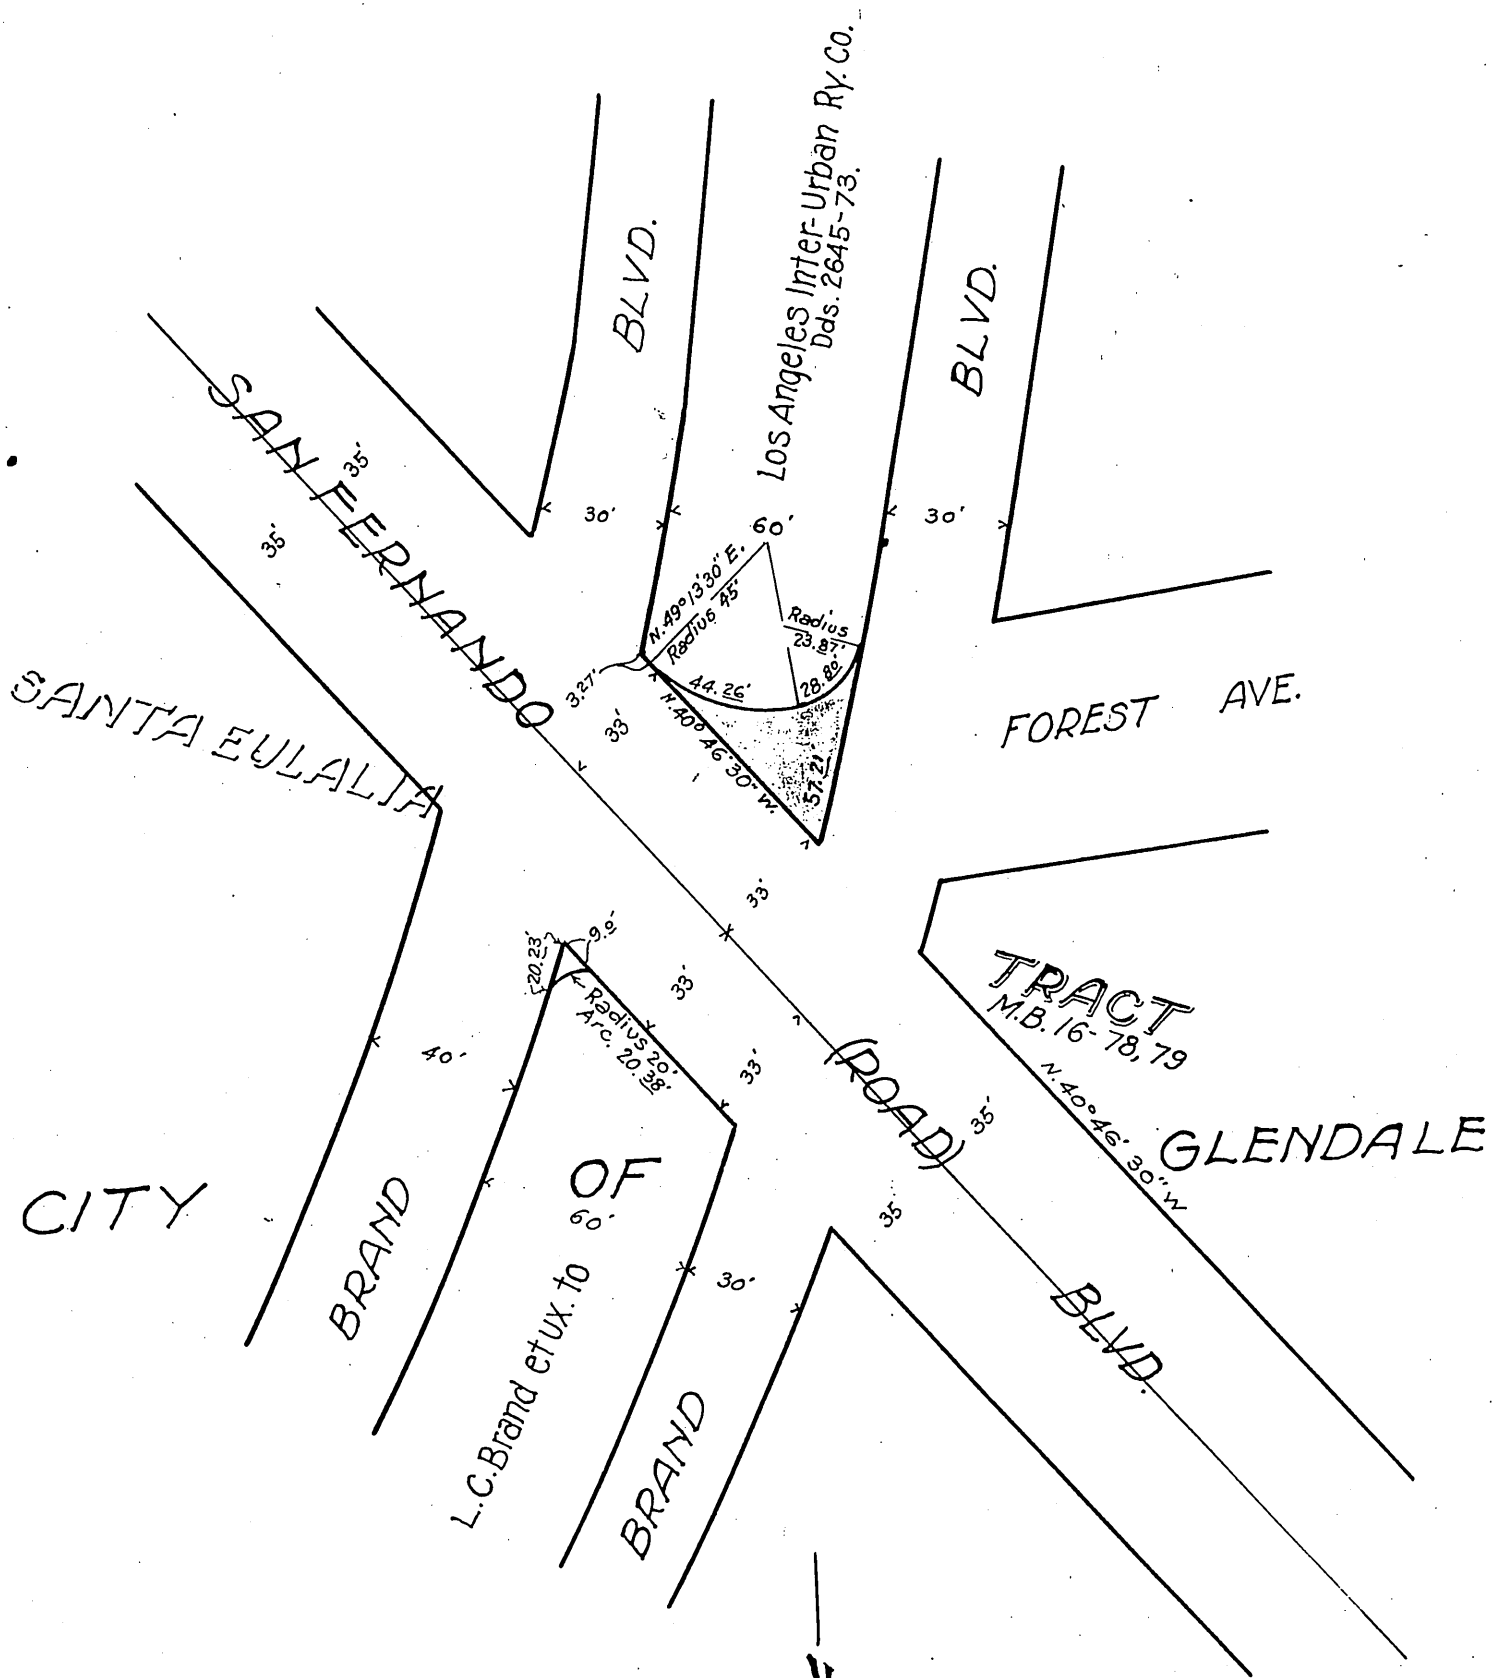 Los Angeles Inter-Urban Ry. Co.
Dds. 2645-73.
BLVD.
BLVD.
SAN FERNANDO
35'
35'
30'
60'
30'
N. 49° 13' 30" E.
Radius 45'
Radius
23.87'
3.27'
44.26'
28.80'
33'
N. 40° 46' 30" W.
57.21'
SANTA EULALIA
FOREST AVE.
33'
20.23'
9.0'
33'
Radius 20'
Arc. 20.38'
33'
40'
TRACT
M.B. 16-78, 79
(ROAD)
35'
N. 40° 46' 30" W
GLENDALE
CITY
OF
60'
35
BRAND
30'
BLVD.
L.C. Brand et ux. to
BRAND